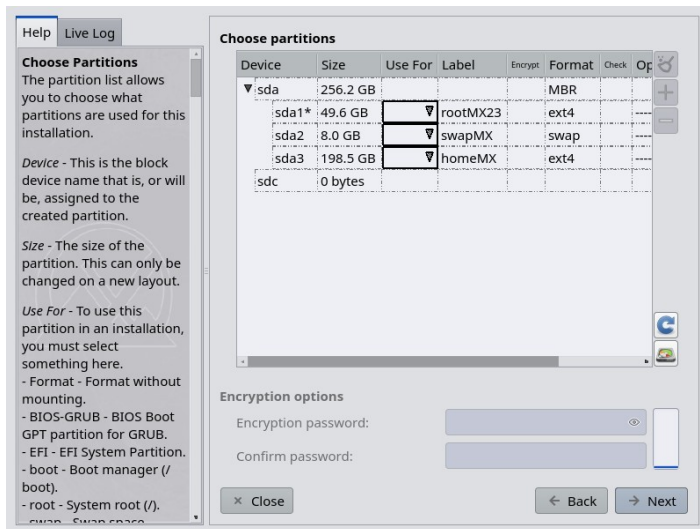 Help Live Log
Choose Partitions
The partition list allows
you to choose what
partitions are used for this
installation.
Device - This is the block
device name that is, or will
be, assigned to the
created partition.
Size - The size of the
partition. This can only be
changed on a new layout.
Use For - To use this
partition in an installation,
you must select
something here.
- Format - Format without
mounting.
- BIOS-GRUB - BIOS Boot
GPT partition for GRUB.
- EFI - EFI System Partition.
- boot - Boot manager (/
boot).
- root - System root (/).
- swap - Swap space.
Choose partitions
Device Size Use For Label Encrypt Format Check Op
sda 256.2 GB MBR
sda1* 49.6 GB rootMX23 ext4 ----
sda2 8.0 GB swapMX swap ----
sda3 198.5 GB homeMX ext4 ----
sdc 0 bytes
Encryption options
Encryption password:
Confirm password:
Close Back Next